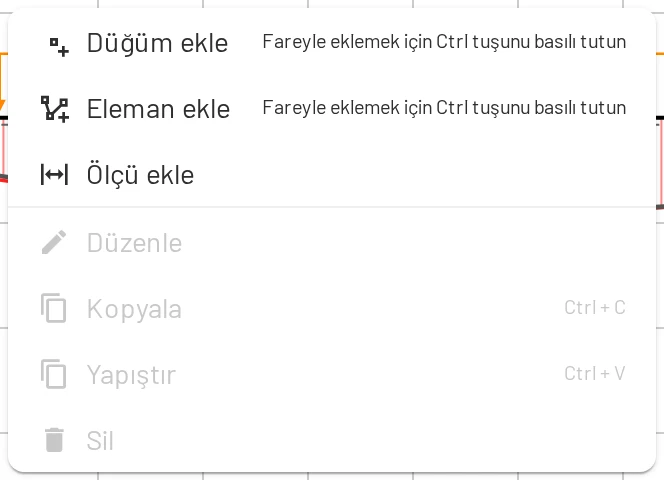 Düğüm ekle Fareyle eklemek için Ctrl tuşunu basılı tutun
Eleman ekle Fareyle eklemek için Ctrl tuşunu basılı tutun
Ölçü ekle
Düzenle
Kopyala Ctrl + C
Yapıştır Ctrl + V
Sil